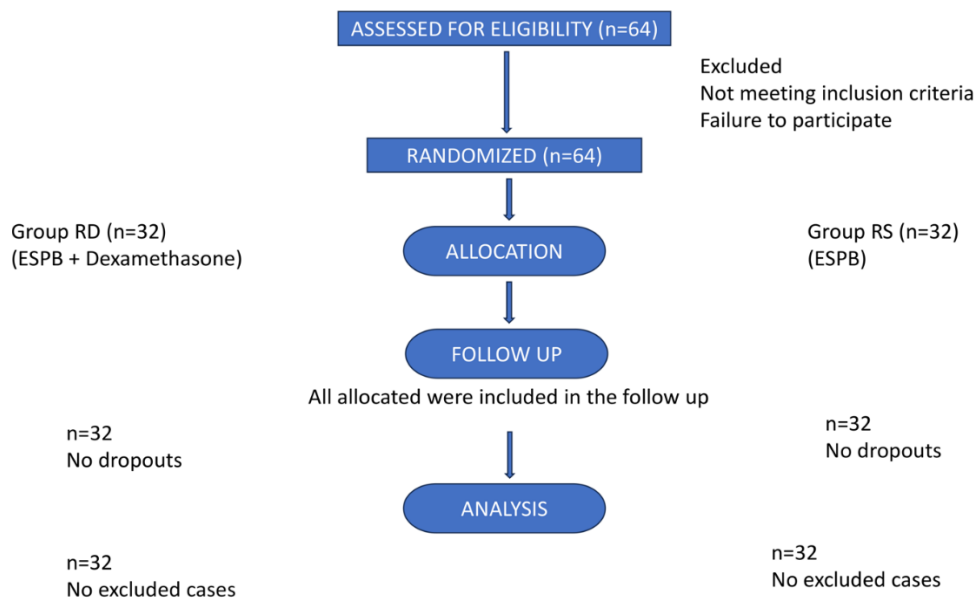 ASSESSED FOR ELIGIBILITY (n=64)
Excluded
Not meeting inclusion criteria
Failure to participate
RANDOMIZED (n=64)
Group RD (n=32)
(ESPB + Dexamethasone)
ALLOCATION
Group RS (n=32)
(ESPB)
FOLLOW UP
All allocated were included in the follow up
n=32
No dropouts
n=32
No dropouts
ANALYSIS
n=32
No excluded cases
n=32
No excluded cases